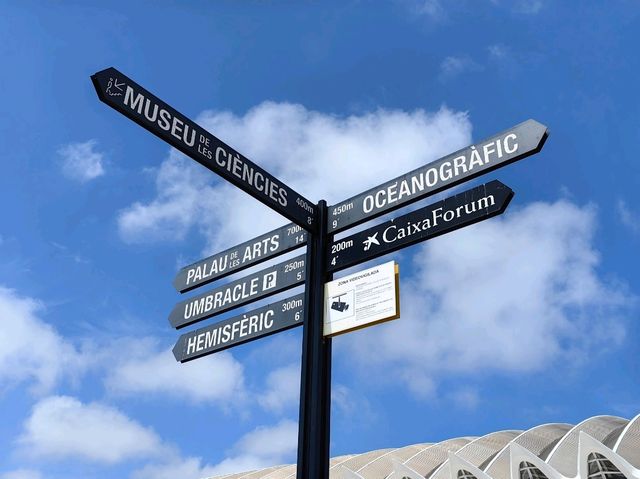 MUSEU DE LES CIÈNCIES 400m 8'
450m 9' OCEANOGRÀFIC
200m 4' CaixaForum
PALAU DE LES ARTS 700m 14'
UMBRACLE P 250m 5'
HEMISFÈRIC 300m 6'
ZONA VIDEOVIGILADA